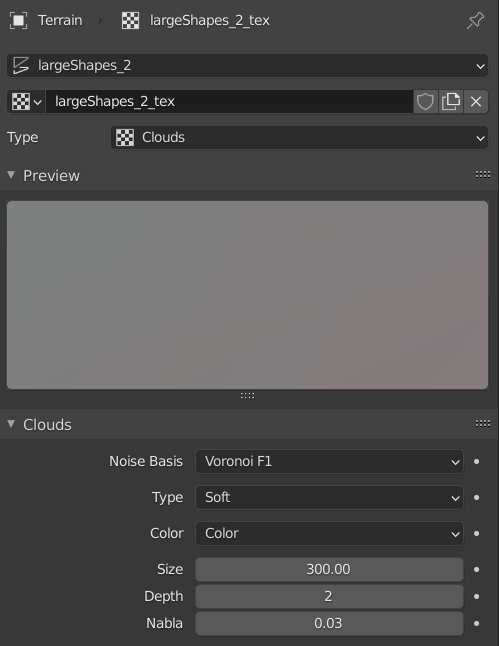 Terrain largeShapes_2_tex
largeShapes_2
largeShapes_2_tex
Type Clouds
Preview
Clouds
Noise Basis Voronoi F1
Type Soft
Color Color
Size 300.00
Depth 2
Nabla 0.03